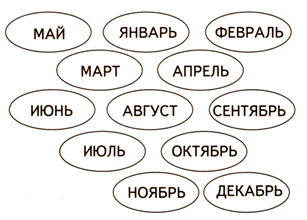 МАЙ ЯНВАРЬ ФЕВРАЛЬ
МАРТ АПРЕЛЬ
ИЮНЬ АВГУСТ СЕНТЯБРЬ
ИЮЛЬ ОКТЯБРЬ
НОЯБРЬ ДЕКАБРЬ